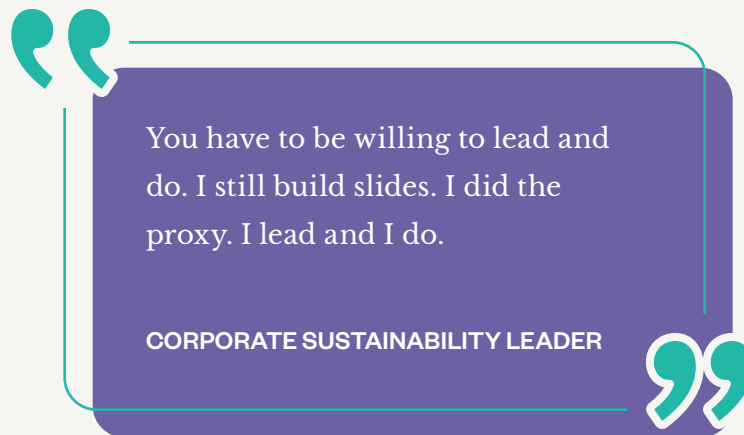 You have to be willing to lead and
do. I still build slides. I did the
proxy. I lead and I do.
CORPORATE SUSTAINABILITY LEADER